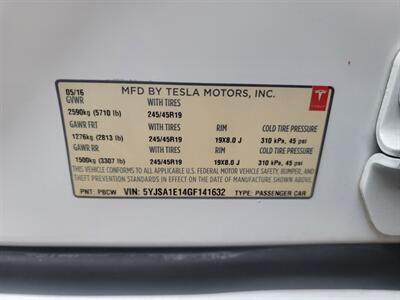 05/16 MFD BY TESLA MOTORS, INC.
GVWR WITH TIRES
2590kg (5710 lb) 245/45R19
GAWR FRT WITH TIRES RIM COLD TIRE PRESSURE
1276kg (2813 lb) 245/45R19 19X8.0 J 310 kPa, 45 psi
GAWR RR WITH TIRES RIM COLD TIRE PRESSURE
1500kg (3307 lb) 245/45R19 19X8.0 J 310 kPa, 45 psi
THIS VEHICLE CONFORMS TO ALL APPLICABLE U.S. FEDERAL MOTOR VEHICLE SAFETY, BUMPER, AND
THEFT PREVENTION STANDARDS IN EFFECT ON THE DATE OF MANUFACTURE SHOWN ABOVE.
PNT: PBCW VIN: 5YJSA1E14GF141632 TYPE: PASSENGER CAR